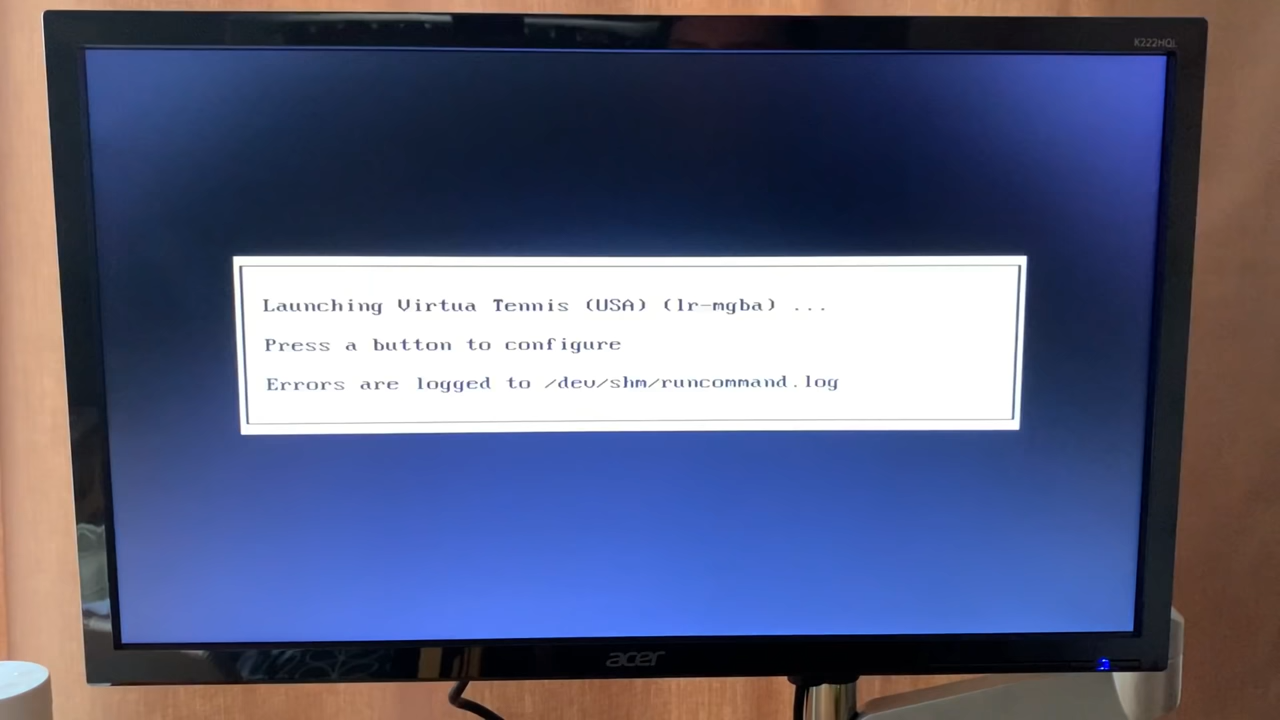 K222HQL
Launching Virtua Tennis (USA) (lr-mgba) ...
Press a button to configure
Errors are logged to /dev/shm/runcommand.log
acer